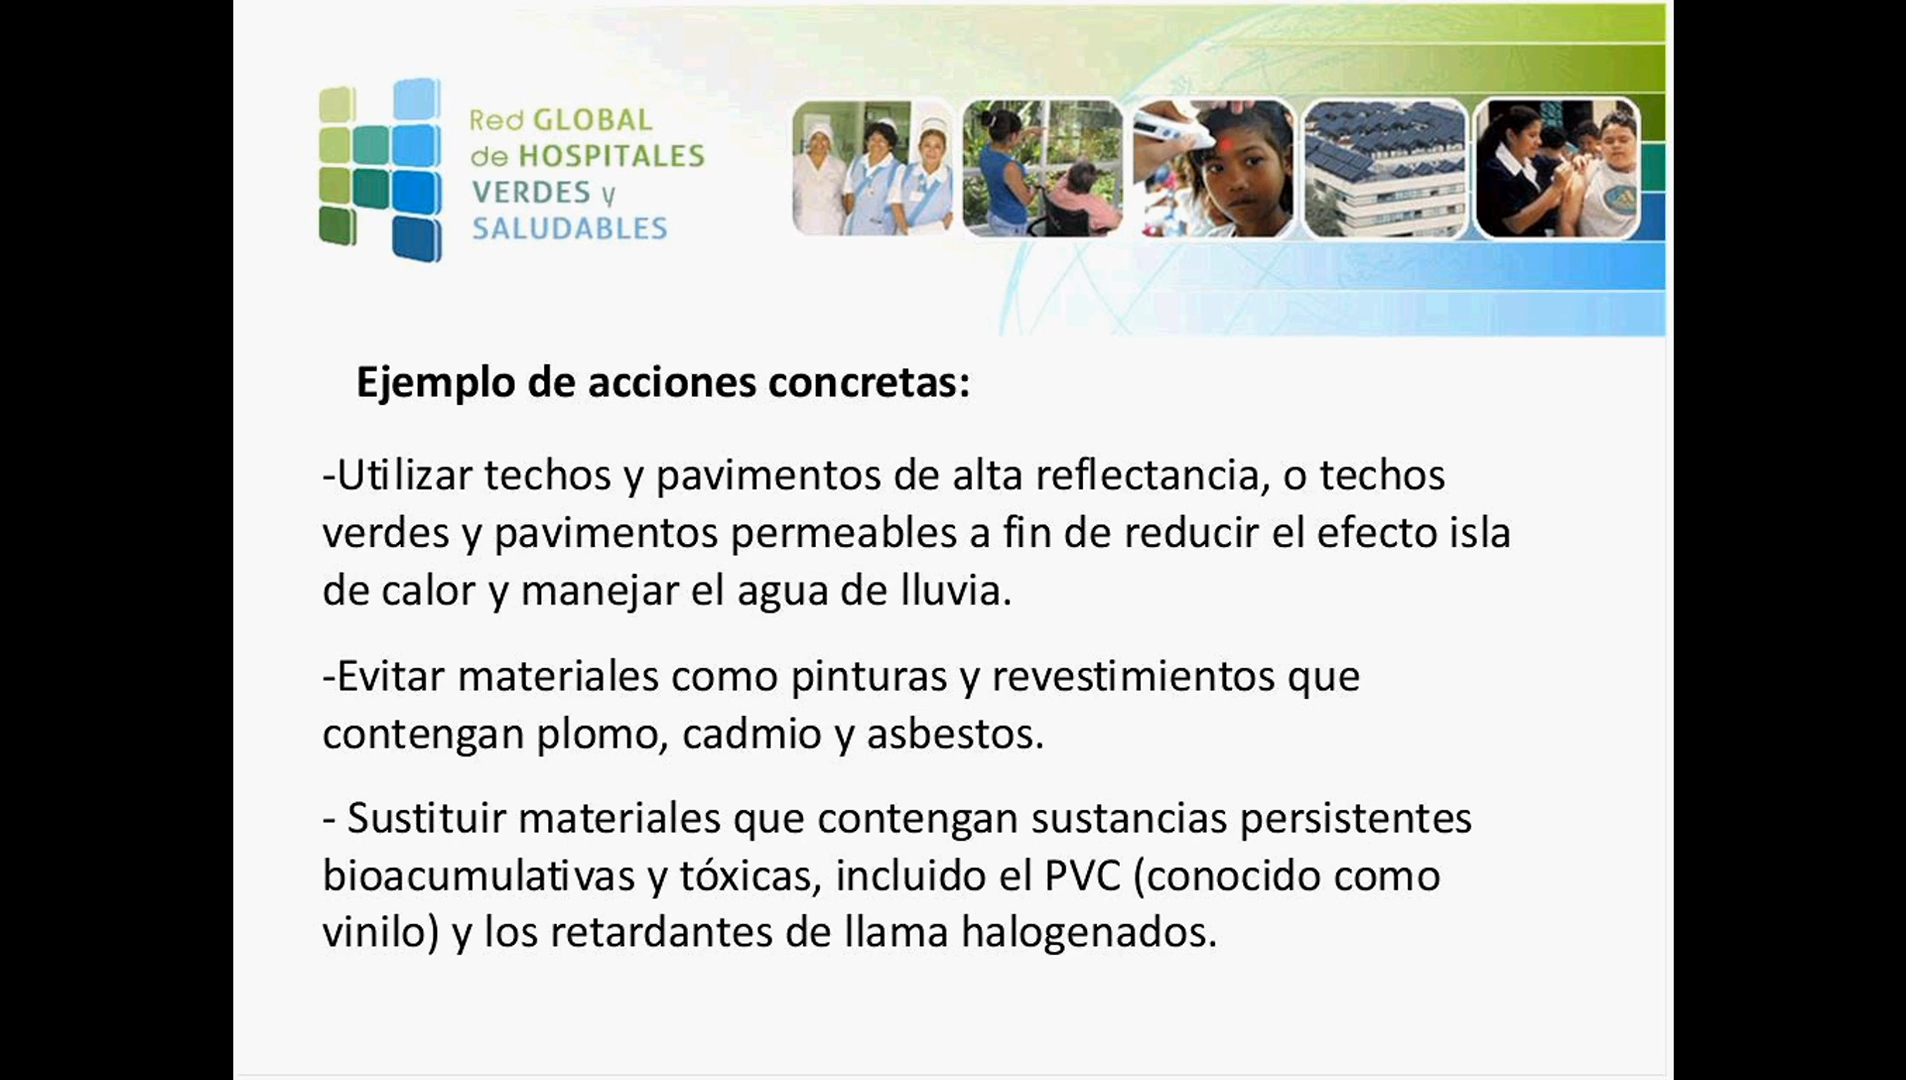 Red GLOBAL
de HOSPITALES
VERDES y
SALUDABLES
Ejemplo de acciones concretas:
-Utilizar techos y pavimentos de alta reflectancia, o techos
verdes y pavimentos permeables a fin de reducir el efecto isla
de calor y manejar el agua de lluvia.
-Evitar materiales como pinturas y revestimientos que
contengan plomo, cadmio y asbestos.
- Sustituir materiales que contengan sustancias persistentes
bioacumulativas y tóxicas, incluido el PVC (conocido como
vinilo) y los retardantes de llama halogenados.